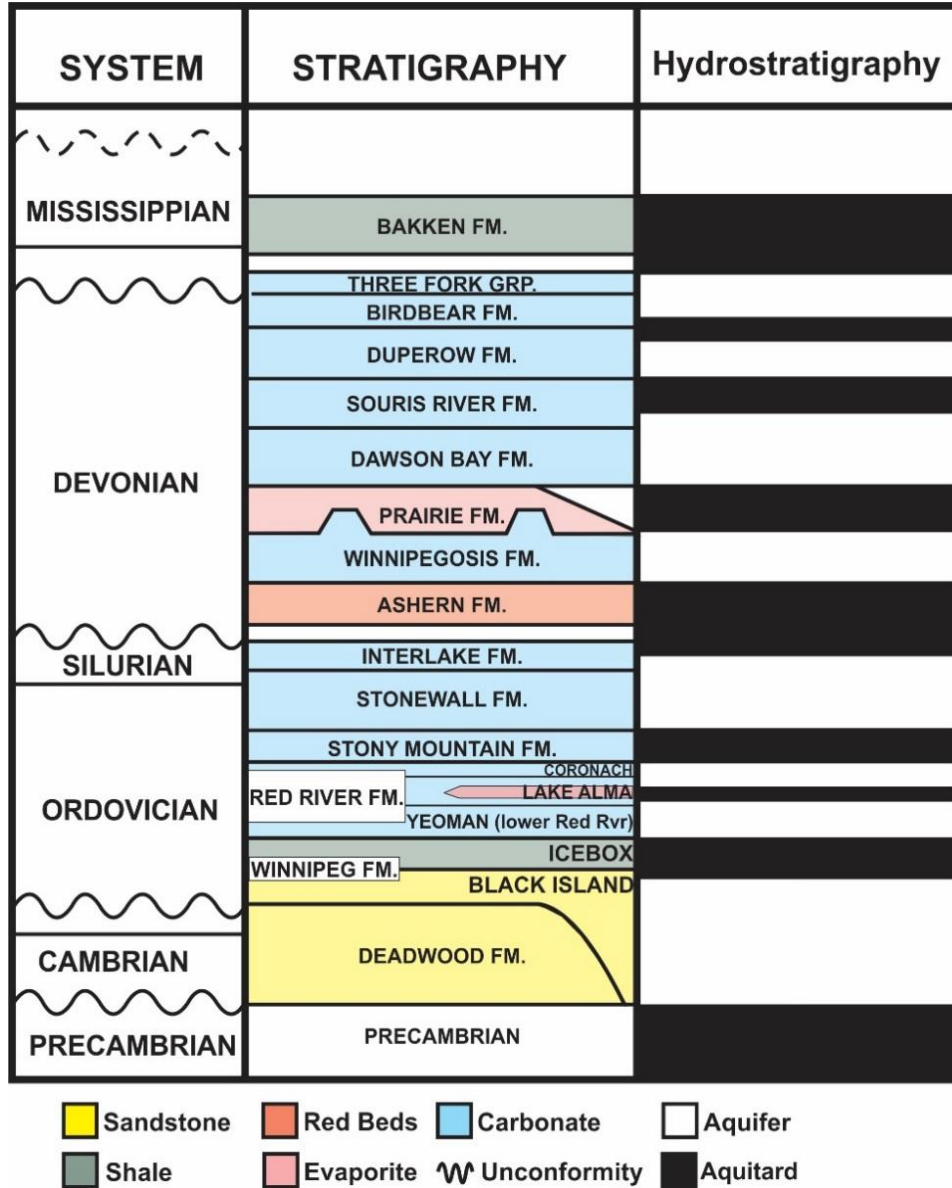 SYSTEM STRATIGRAPHY Hydrostratigraphy
MISSISSIPPIAN
BAKKEN FM.
THREE FORK GRP.
BIRDBEAR FM.
DUPEROW FM.
SOURIS RIVER FM.
DAWSON BAY FM.
DEVONIAN
PRAIRIE FM.
WINNIPEGOSIS FM.
ASHERN FM.
SILURIAN
INTERLAKE FM.
STONEWALL FM.
STONY MOUNTAIN FM.
ORDOVICIAN
CORONACH
RED RIVER FM.
LAKE ALMA
YEOMAN (lower Red Rvr)
ICEBOX
WINNIPEG FM.
BLACK ISLAND
CAMBRIAN
DEADWOOD FM.
PRECAMBRIAN
PRECAMBRIAN
Sandstone Red Beds Carbonate Aquifer
Shale Evaporite Unconformity Aquitard